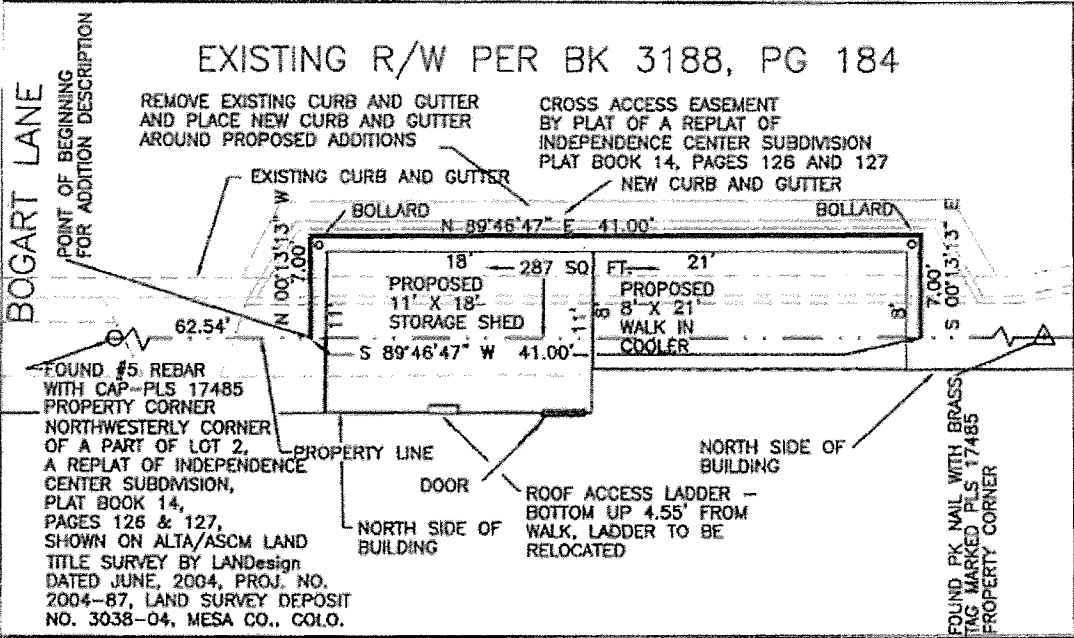 EXISTING R/W PER BK 3188, PG 184
BOGART LANE
POINT OF BEGINNING
FOR ADDITION DESCRIPTION
REMOVE EXISTING CURB AND GUTTER
AND PLACE NEW CURB AND GUTTER
AROUND PROPOSED ADDITIONS
CROSS ACCESS EASEMENT
BY PLAT OF A REPLAT OF
INDEPENDENCE CENTER SUBDIVISION
PLAT BOOK 14, PAGES 126 AND 127
EXISTING CURB AND GUTTER
NEW CURB AND GUTTER
BOLLARD
BOLLARD
N 89°46'47" E 41.00'
N 00°13'13" W
7.00'
7.00'
S 00°13'13" E
18'
287 SQ FT.
21'
PROPOSED
11' X 18'
STORAGE SHED
11'
11'
8'
PROPOSED
8' X 21'
WALK IN
COOLER
8'
62.54'
S 89°46'47" W 41.00'
FOUND #5 REBAR
WITH CAP-PLS 17485
PROPERTY CORNER
NORTHWESTERLY CORNER
OF A PART OF LOT 2,
A REPLAT OF INDEPENDENCE
CENTER SUBDIVISION,
PLAT BOOK 14,
PAGES 126 & 127,
SHOWN ON ALTA/ASCM LAND
TITLE SURVEY BY LANDesign
DATED JUNE, 2004, PROJ. NO.
2004-87, LAND SURVEY DEPOSIT
NO. 3038-04, MESA CO., COLO.
PROPERTY LINE
NORTH SIDE OF
BUILDING
DOOR
ROOF ACCESS LADDER -
BOTTOM UP 4.55' FROM
WALK, LADDER TO BE
RELOCATED
NORTH SIDE OF
BUILDING
FOUND PK NAIL WITH BRASS
TAG MARKED PLS 17485
PROPERTY CORNER